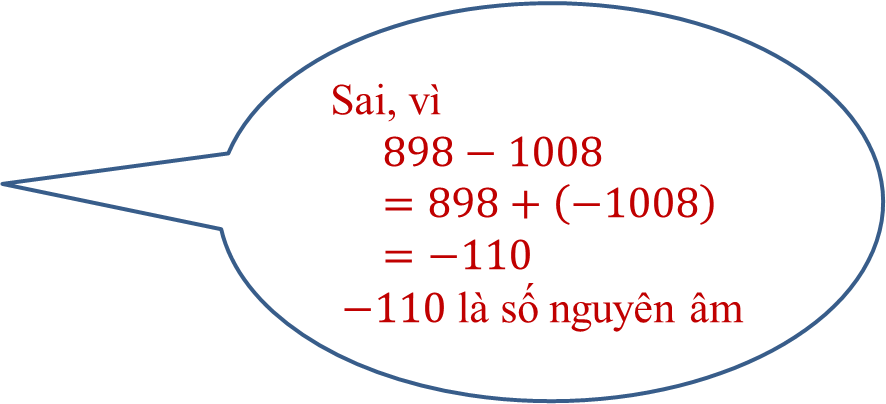 Sai, vì
898 − 1008
= 898 + (−1008)
= −110
−110 là số nguyên âm